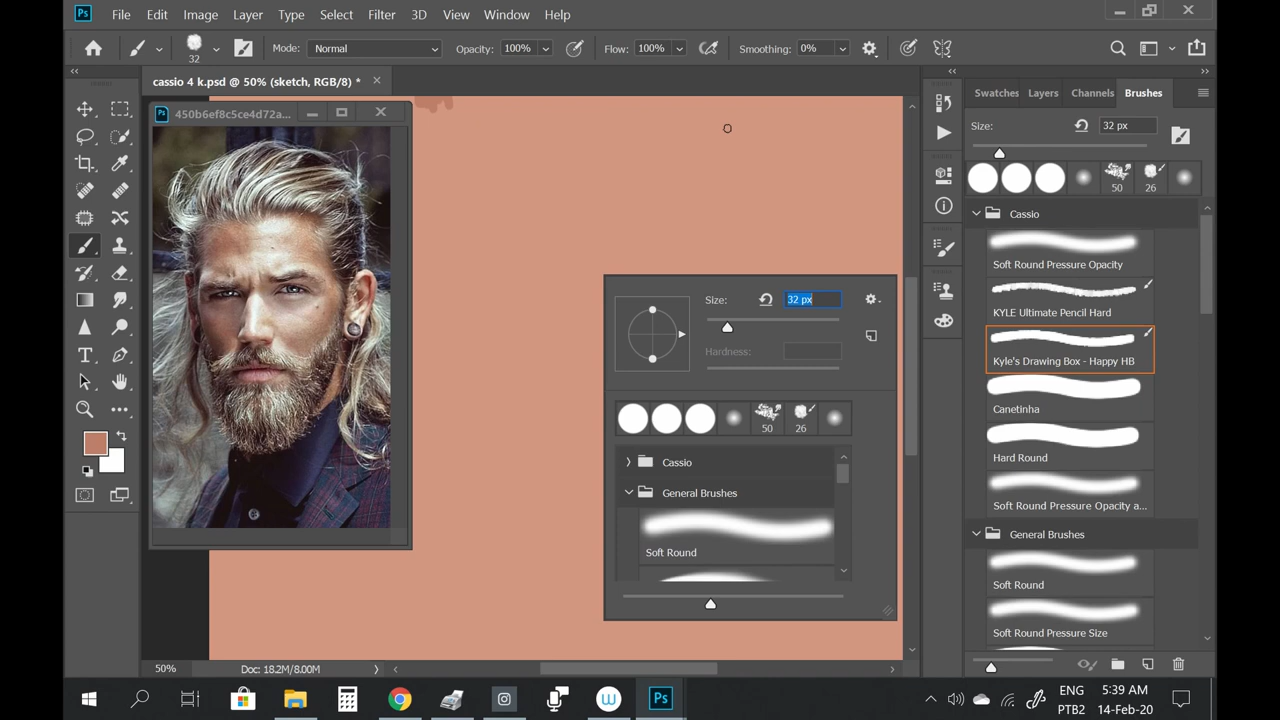 Ps File Edit Image Layer Type Select Filter 3D View Window Help
32 Mode: Normal Opacity: 100% Flow: 100% Smoothing: 0%
cassio 4 k.psd @ 50% (sketch, RGB/8) *
Ps 450b6ef8c5ce4d72a...
Size: 32 px
Hardness:
50 26
Cassio
General Brushes
Soft Round
50% Doc: 18.2M/8.00M
Swatches Layers Channels Brushes
Size: 32 px
50 26
Cassio
Soft Round Pressure Opacity
KYLE Ultimate Pencil Hard
Kyle's Drawing Box - Happy HB
Canetinha
Hard Round
Soft Round Pressure Opacity a...
General Brushes
Soft Round
Soft Round Pressure Size
T
W Ps
ENG
PTB2
5:39 AM
14-Feb-20